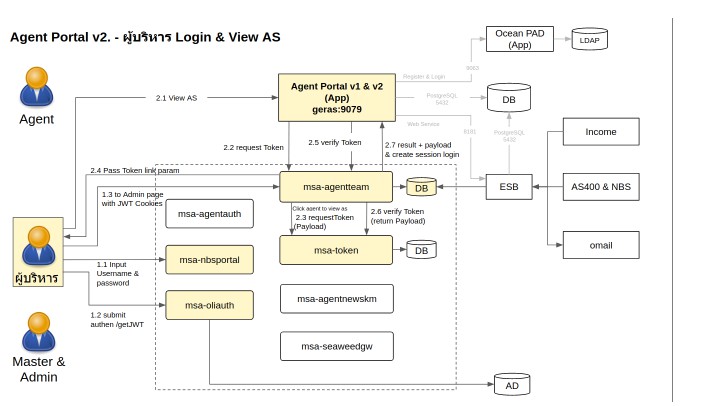 Agent Portal v2. - ผู้บริหาร Login & View AS
Ocean PAD
(App)
LDAP
8083
Register & Login
Agent Portal v1 & v2
(App)
geras:9079
Agent
2.1 View AS
PostgreSQL
5432
DB
Web Service
8181
PostgreSQL
5432
Income
2.2 request Token
2.5 verify Token
2.7 result + payload
& create session login
2.4 Pass Token link param
msa-agentteam
DB
ESB
AS400 & NBS
1.3 to Admin page
with JWT Cookies
msa-agentauth
Click agent to view as
2.3 requestToken
(Payload)
2.6 verify Token
(return Payload)
ผู้บริหาร
msa-nbsportal
msa-token
DB
omail
1.1 Input
Username &
password
msa-oliauth
msa-agentnewskm
1.2 submit
authen /getJWT
msa-seaweedgw
Master &
Admin
AD